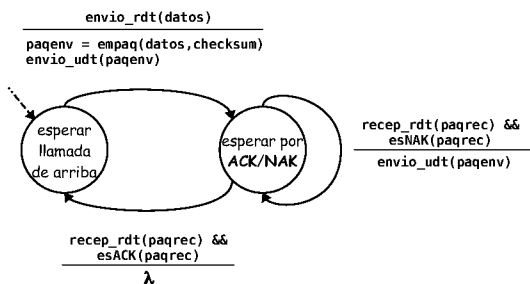 envio_rdt(datos)
paqenv = empaq(datos,checksum)
envio_udt(paqenv)
esperar
llamada
de arriba
esperar por
ACK/NAK
recep_rdt(paqrec) &&
esNAK(paqrec)
envio_udt(paqenv)
recep_rdt(paqrec) &&
esACK(paqrec)
λ